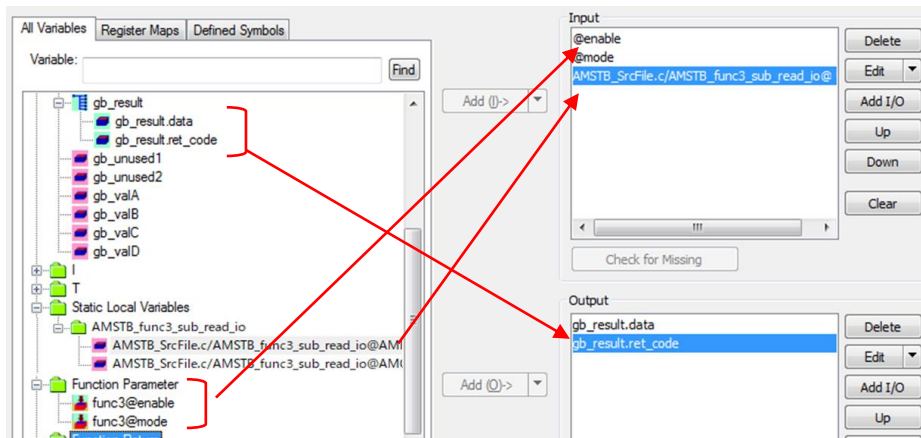 All Variables Register Maps Defined Symbols
Variable: Find
gb_result
gb_result.data
gb_result.ret_code
gb_unused1
gb_unused2
gb_valA
gb_valB
gb_valC
gb_valD
I
T
Static Local Variables
AMSTB_func3_sub_read_io
AMSTB_SrcFile.c/AMSTB_func3_sub_read_io@AM
AMSTB_SrcFile.c/AMSTB_func3_sub_read_io@AM
Function Parameter
func3@enable
func3@mode
Add (I)->
Add (O)->
Input
@enable
@mode
AMSTB_SrcFile.c/AMSTB_func3_sub_read_io@
Delete
Edit
Add I/O
Up
Down
Clear
Check for Missing
Output
gb_result.data
gb_result.ret_code
Delete
Edit
Add I/O
Up